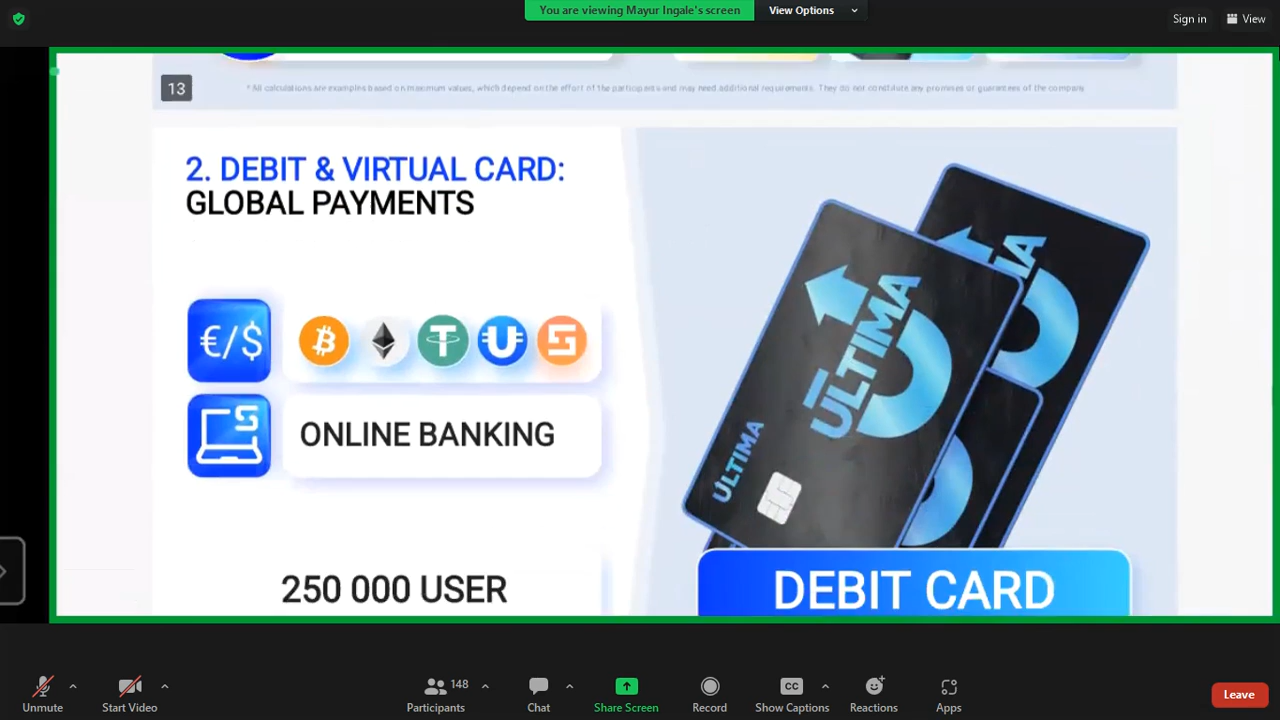 You are viewing Mayur Ingale's screen
View Options
Sign in
View
13
* All calculations are examples based on maximum values, which depend on the effort of the participants and may need additional requirements. They do not constitute any promises or guarantees of the company
2. DEBIT & VIRTUAL CARD:
GLOBAL PAYMENTS
€/$
ONLINE BANKING
250 000 USER
ULTIMA
ULTIMA
DEBIT CARD
Unmute
Start Video
148
Participants
Chat
Share Screen
Record
CC
Show Captions
Reactions
Apps
Leave